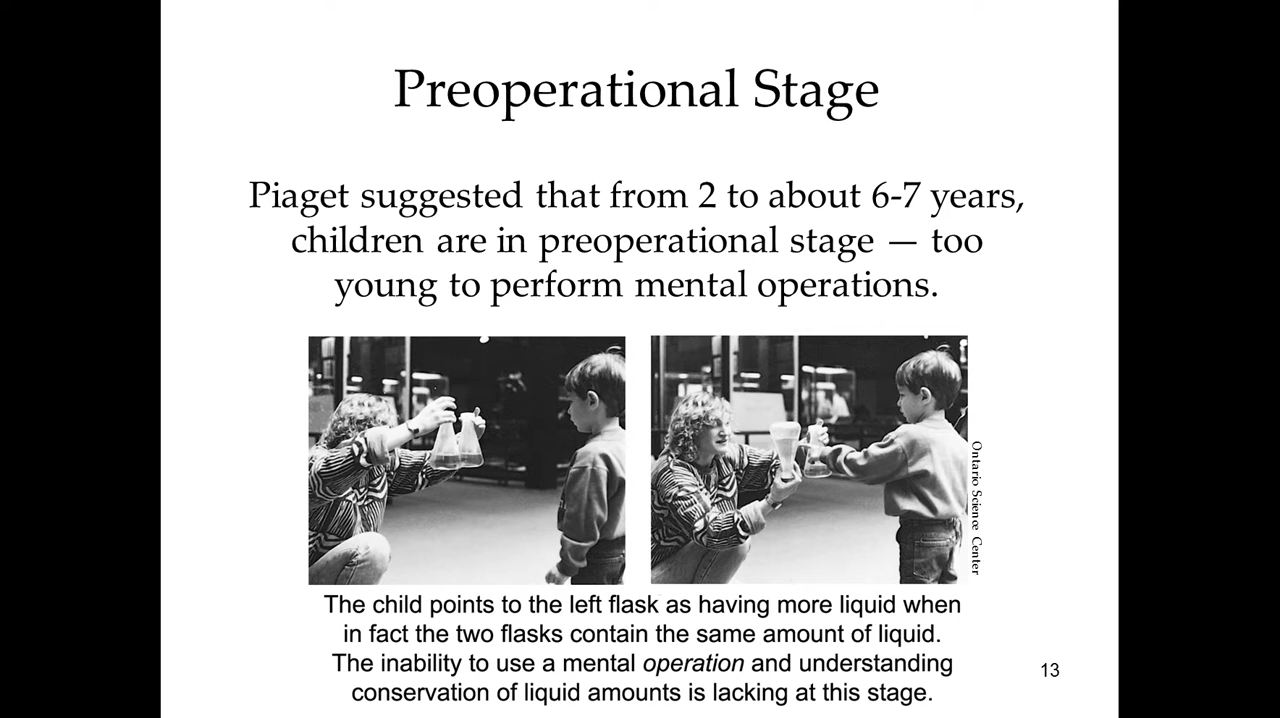 Preoperational Stage
Piaget suggested that from 2 to about 6-7 years,
children are in preoperational stage — too
young to perform mental operations.
Ontario Science Center
The child points to the left flask as having more liquid when
in fact the two flasks contain the same amount of liquid.
The inability to use a mental operation and understanding
conservation of liquid amounts is lacking at this stage.
13